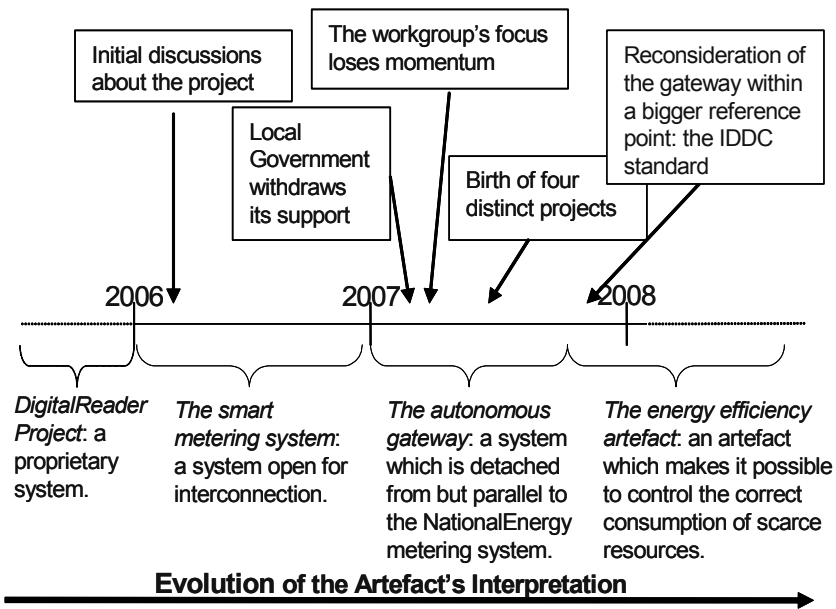 Initial discussions
about the project
The workgroup's focus
loses momentum
Reconsideration of
the gateway within
a bigger reference
point: the IDDC
standard
Local
Government
withdraws
its support
Birth of four
distinct projects
2006
2007
2008
DigitalReader
Project: a
proprietary
system.
The smart
metering system:
a system open for
interconnection.
The autonomous
gateway: a system
which is detached
from but parallel to
the NationalEnergy
metering system.
The energy efficiency
artefact: an artefact
which makes it possible
to control the correct
consumption of scarce
resources.
Evolution of the Artefact's Interpretation